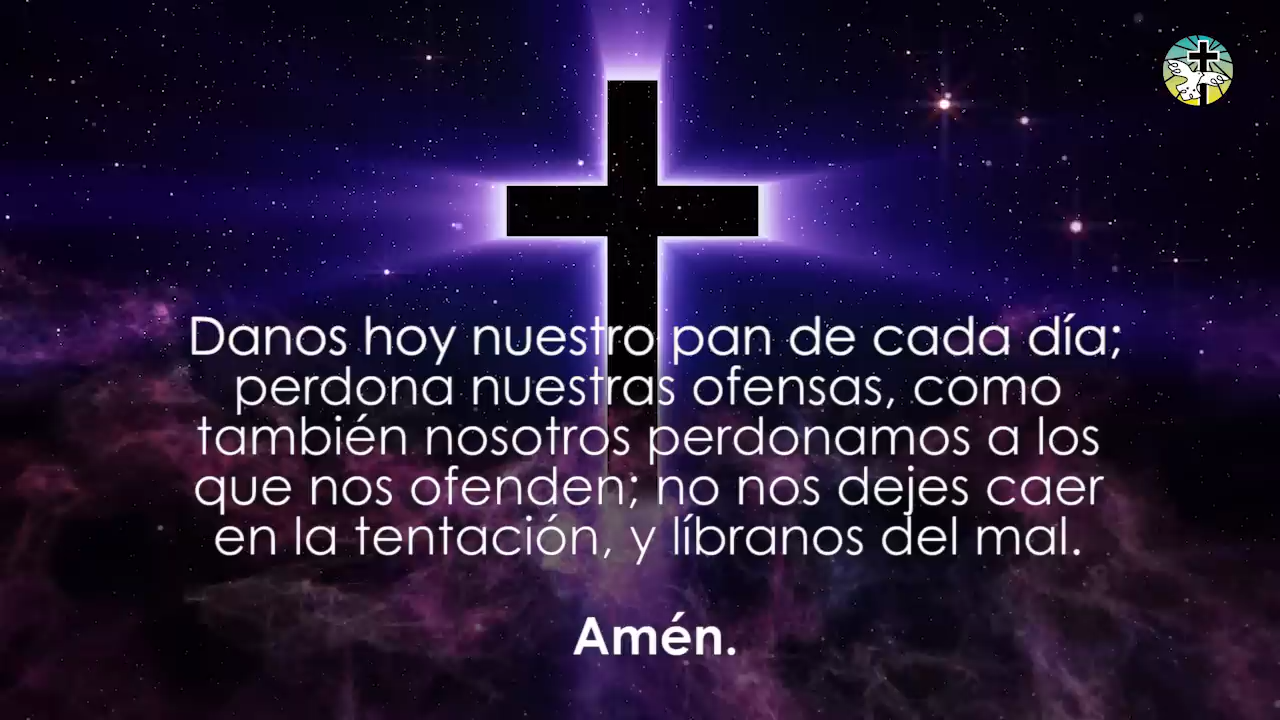 Danos hoy nuestro pan de cada día;
perdona nuestras ofensas, como
también nosotros perdonamos a los
que nos ofenden; no nos dejes caer
en la tentación, y líbranos del mal.
Amén.